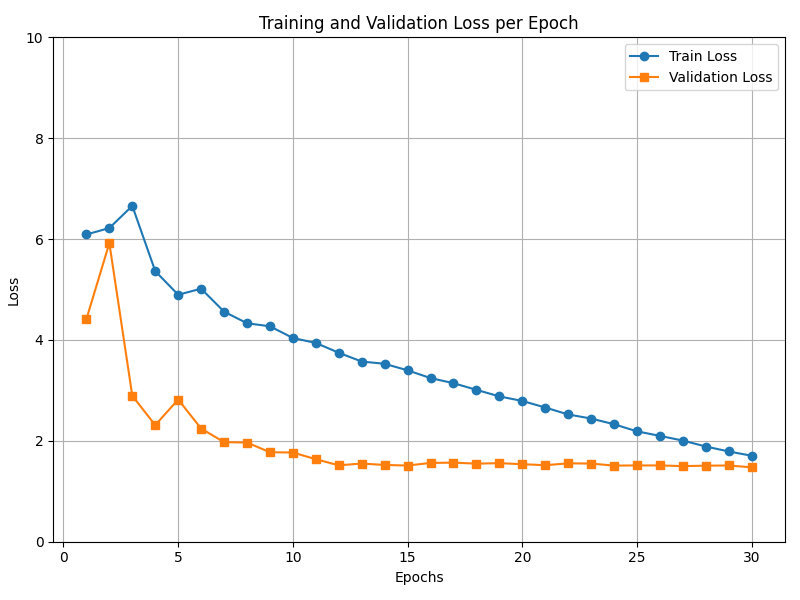 Training and Validation Loss per Epoch
Train Loss
Validation Loss
10
8
6
4
2
0
Loss
0 5 10 15 20 25 30
Epochs